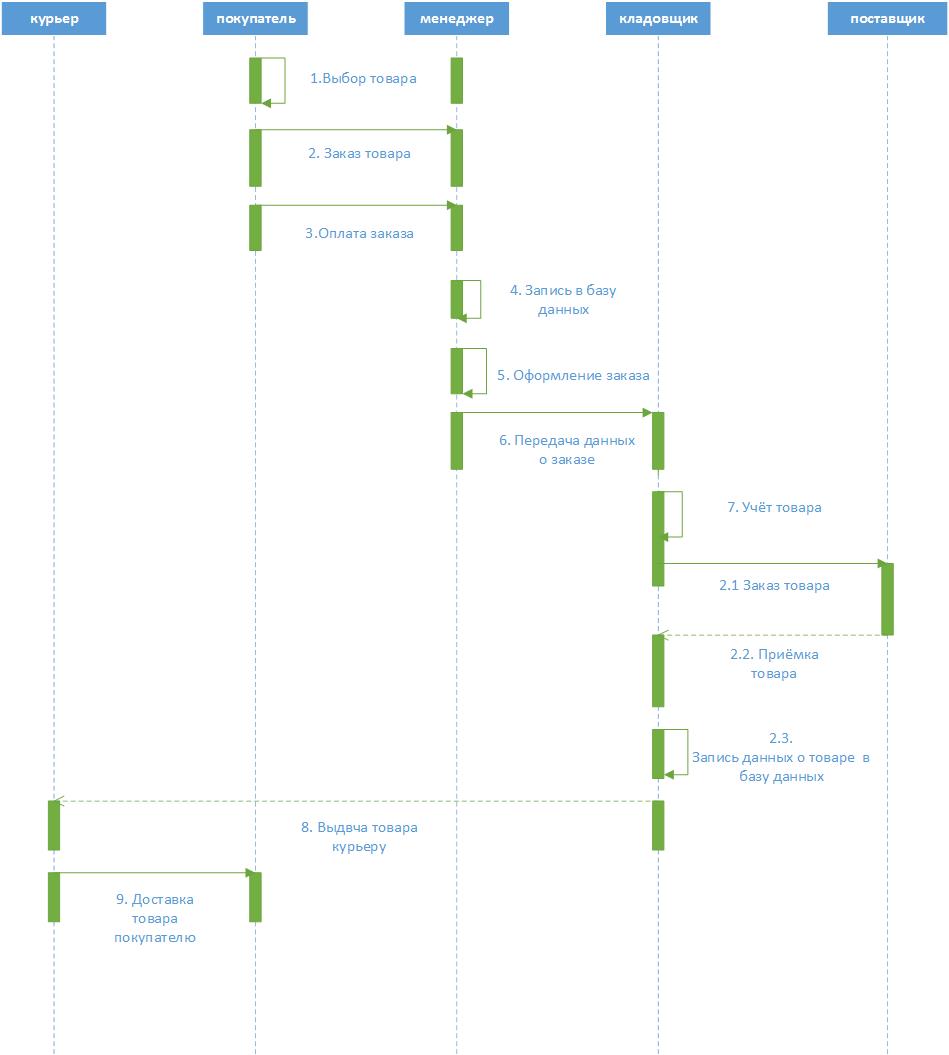 курьер
покупатель
менеджер
кладовщик
поставщик
1.Выбор товара
2. Заказ товара
3.Оплата заказа
4. Запись в базу
данных
5. Оформление заказа
6. Передача данных
о заказе
7. Учёт товара
2.1 Заказ товара
2.2. Приёмка
товара
2.3.
Запись данных о товаре в
базу данных
8. Выдвча товара
курьеру
9. Доставка
товара
покупателю